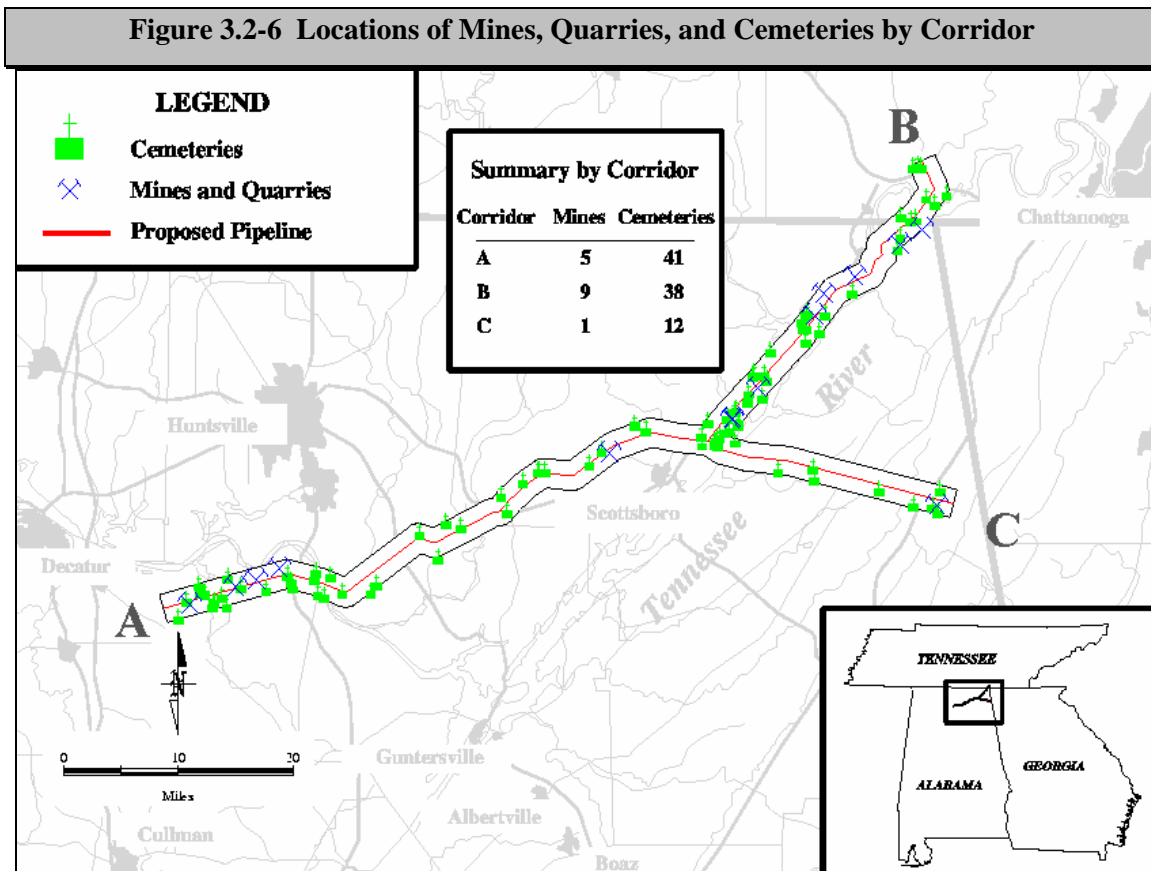 Figure 3.2-6 Locations of Mines, Quarries, and Cemeteries by Corridor
LEGEND
Cemeteries
Mines and Quarries
Proposed Pipeline
Summary by Corridor
Corridor Mines Cemeteries
A 5 41
B 9 38
C 1 12
B
Chattanooga
River
Huntsville
Scottsboro
Tennessee
C
Decatur
A
N
0 10 20
Miles
Guntersville
Albertville
Cullman
Boaz
TENNESSEE
ALABAMA
GEORGIA